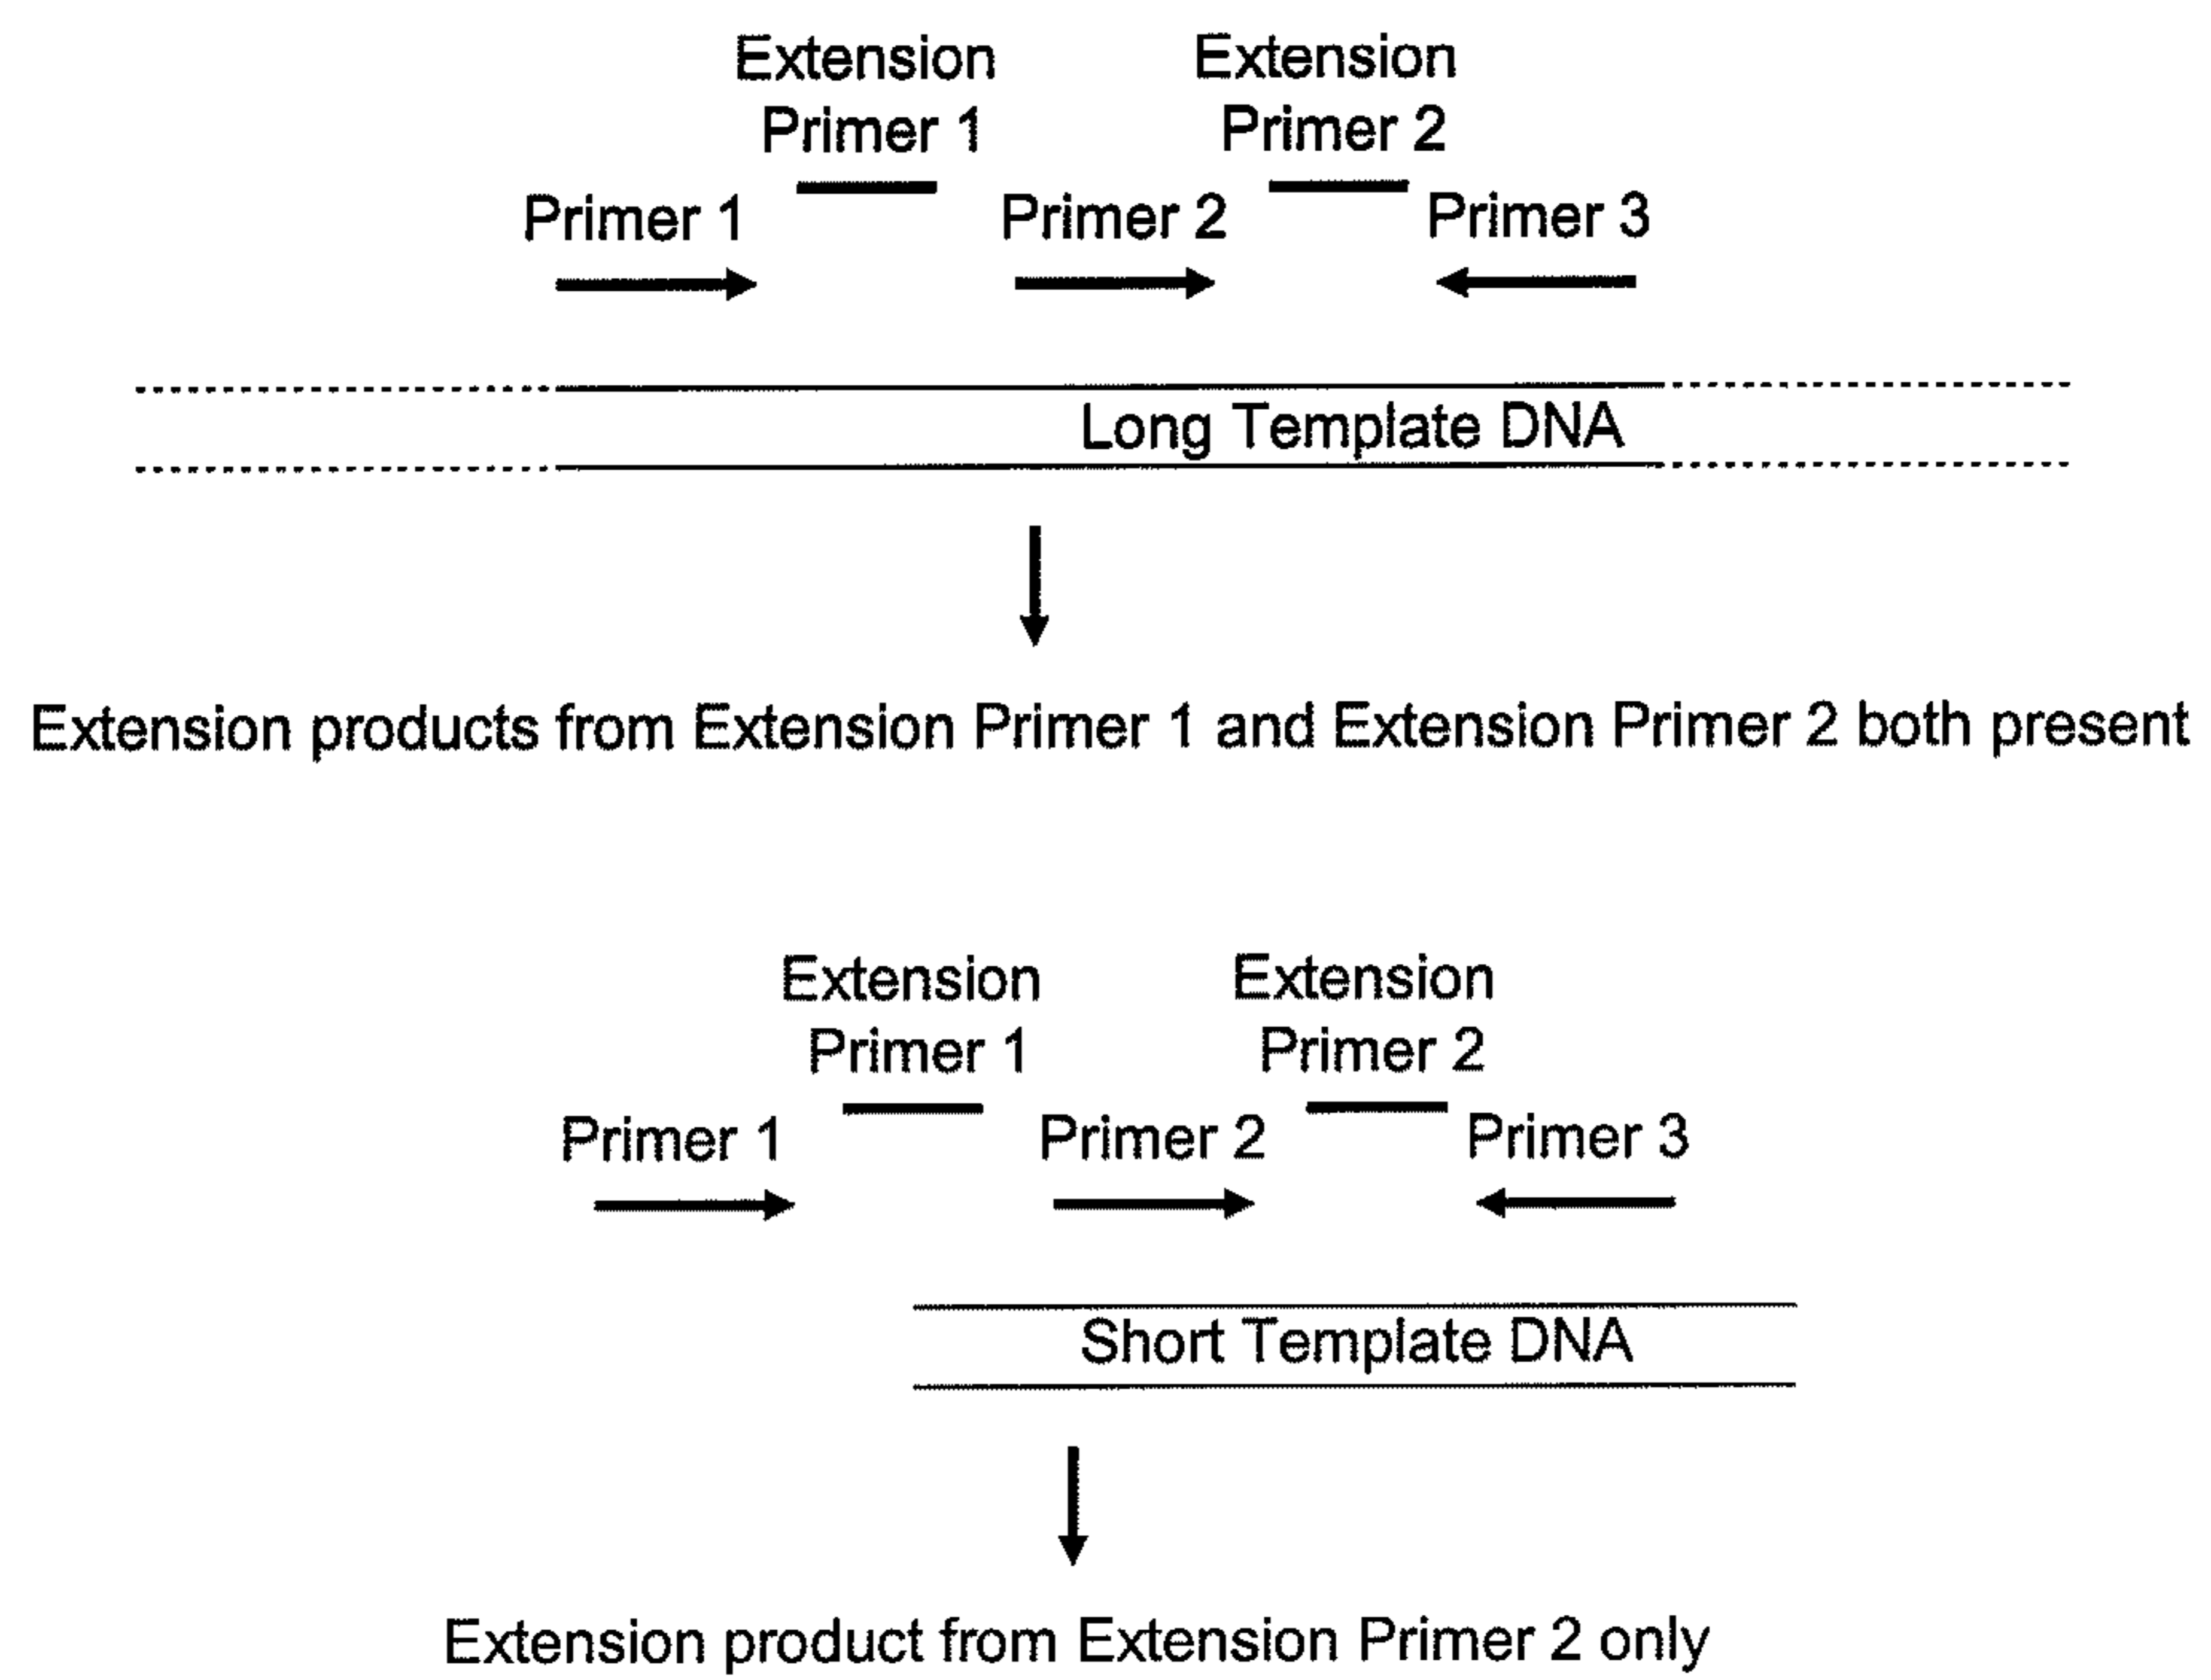 Extension
Primer 1
Extension
Primer 2
Primer 1
Primer 2
Primer 3
Long Template DNA
Extension products from Extension Primer 1 and Extension Primer 2 both present
Extension
Primer 1
Extension
Primer 2
Primer 1
Primer 2
Primer 3
Short Template DNA
Extension product from Extension Primer 2 only